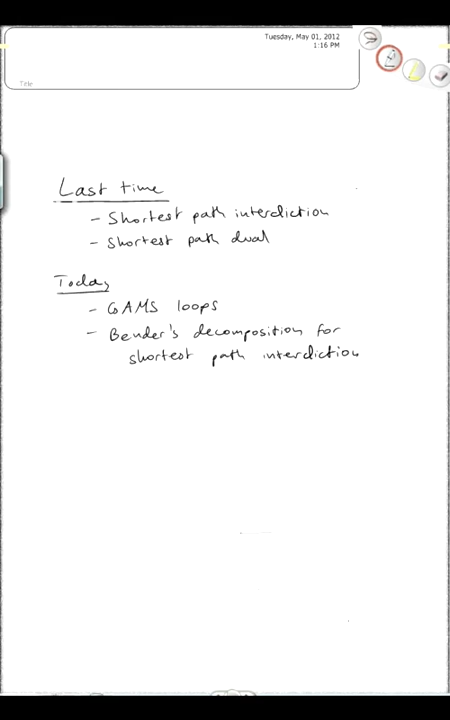 Tuesday, May 01, 2012
1:16 PM
Title
Last time
- Shortest path interdiction
- Shortest path dual
Today
- GAMS loops
- Bender's decomposition for
shortest path interdiction